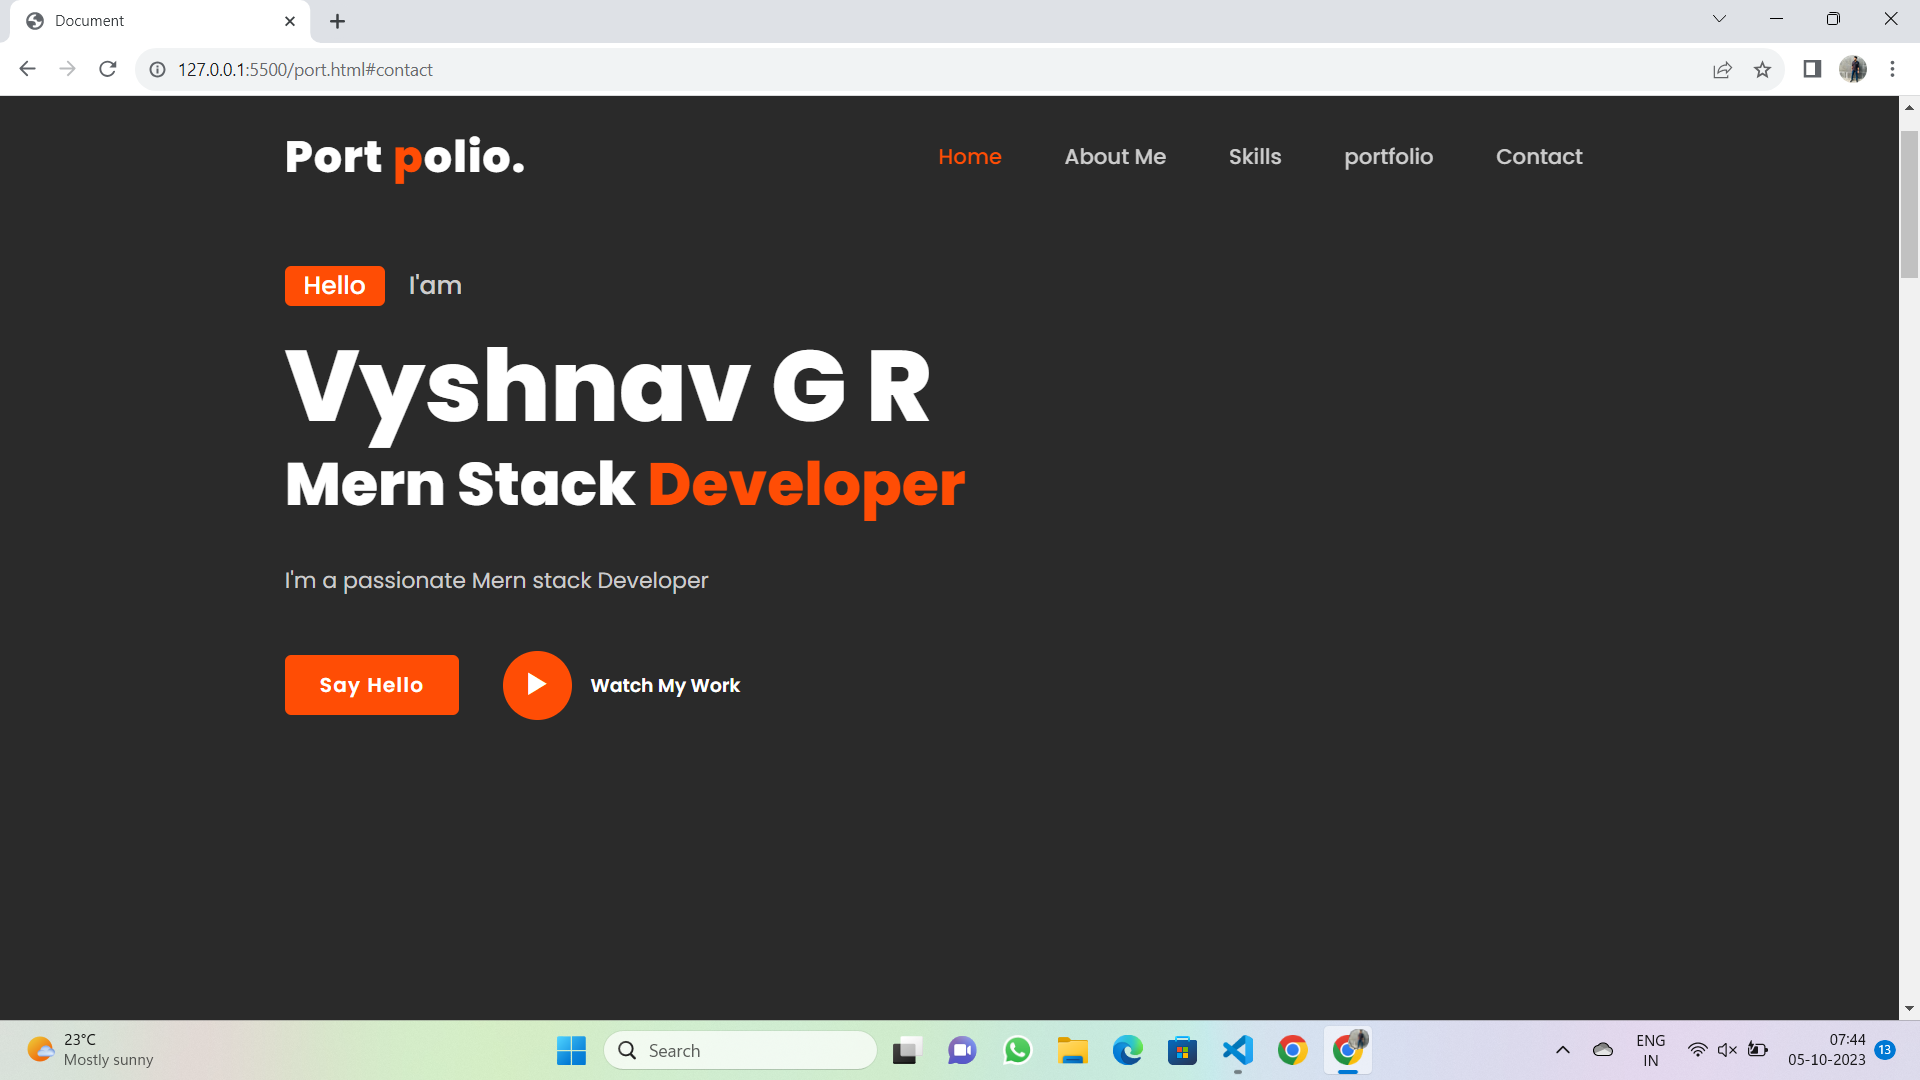 Document
127.0.0.1:5500/port.html#contact
Port polio.
Home About Me Skills portfolio Contact
Hello I'am
Vyshnav G R
Mern Stack Developer
I'm a passionate Mern stack Developer
Say Hello Watch My Work
23°C
Mostly sunny
Search
ENG
IN
07:44
05-10-2023
13